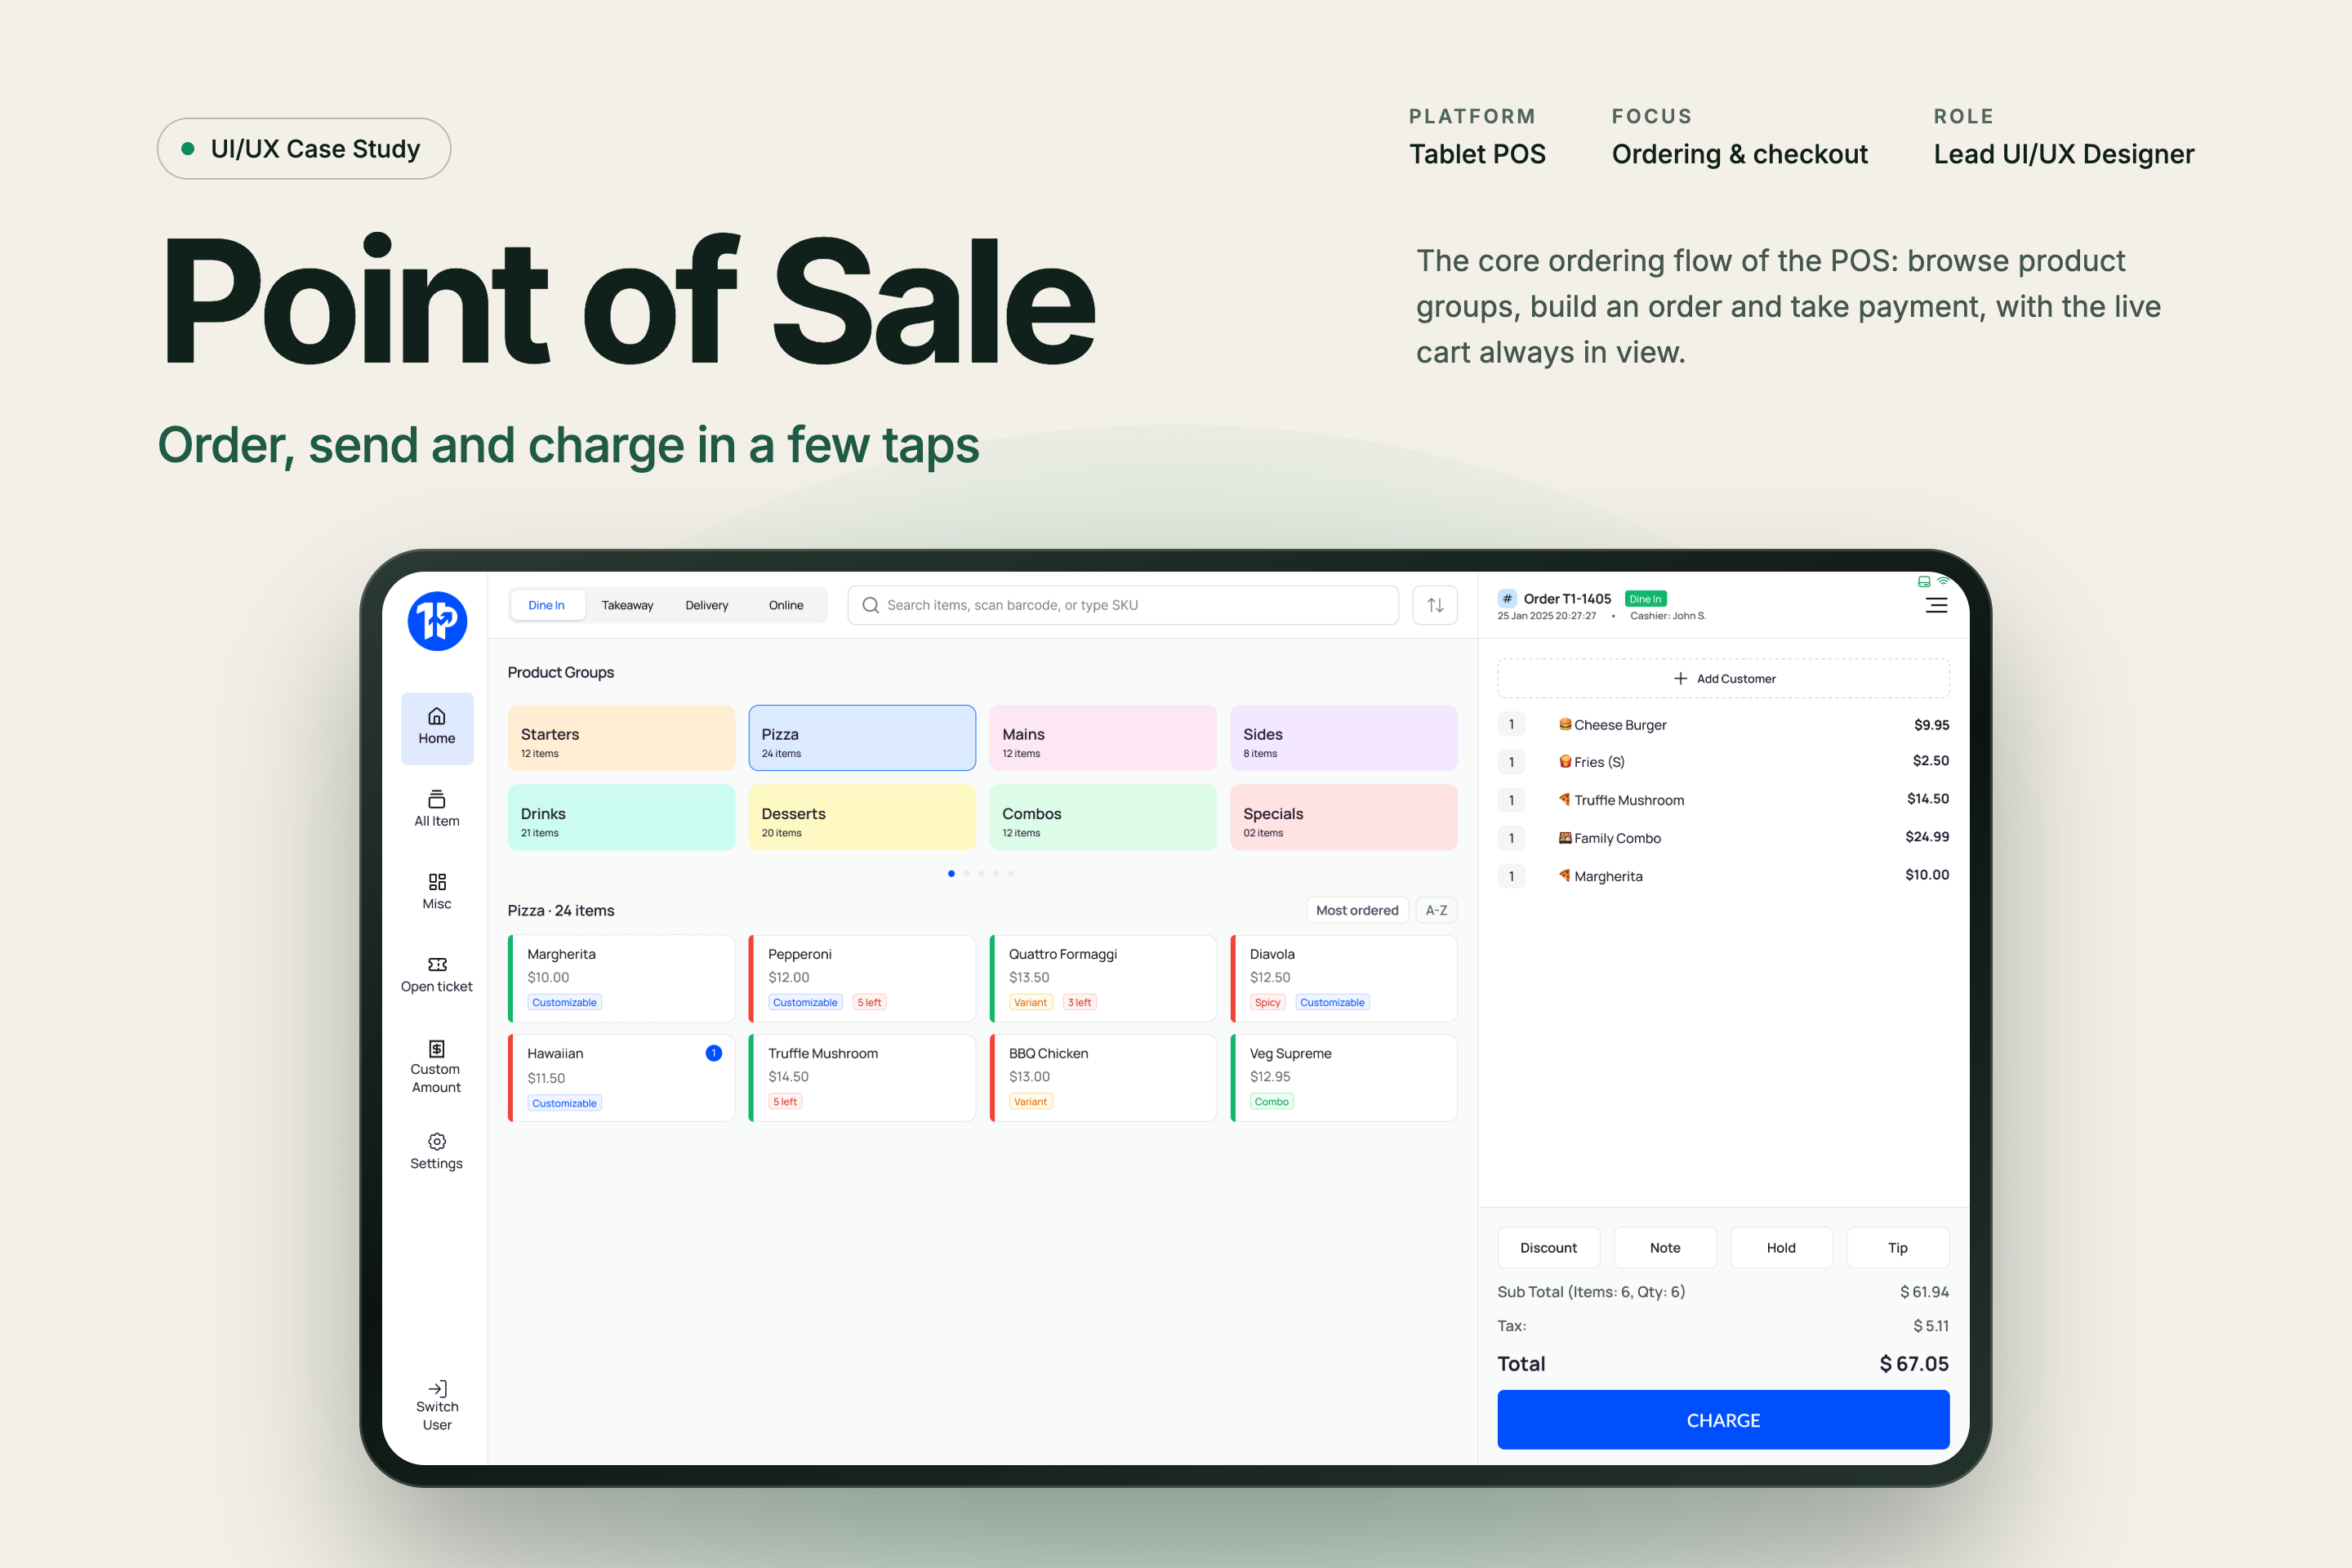 UI/UX Case Study
PLATFORM
Tablet POS
FOCUS
Ordering & checkout
ROLE
Lead UI/UX Designer
Point of Sale
The core ordering flow of the POS: browse product
groups, build an order and take payment, with the live
cart always in view.
Order, send and charge in a few taps
1P
Home
All Item
Misc
Open ticket
Custom
Amount
Settings
Switch
User
Dine In
Takeaway
Delivery
Online
Search items, scan barcode, or type SKU
Product Groups
Starters
12 items
Pizza
24 items
Mains
12 items
Sides
8 items
Drinks
21 items
Desserts
20 items
Combos
12 items
Specials
02 items
Pizza · 24 items
Most ordered
A-Z
Margherita
$10.00
Customizable
Pepperoni
$12.00
Customizable 5 left
Quattro Formaggi
$13.50
Variant 3 left
Diavola
$12.50
Spicy Customizable
Hawaiian
1
$11.50
Customizable
Truffle Mushroom
$14.50
5 left
BBQ Chicken
$13.00
Variant
Veg Supreme
$12.95
Combo
# Order T1-1405 Dine In
25 Jan 2025 20:27:27 • Cashier: John S.
+ Add Customer
1 Cheese Burger $9.95
1 Fries (S) $2.50
1 Truffle Mushroom $14.50
1 Family Combo $24.99
1 Margherita $10.00
Discount
Note
Hold
Tip
Sub Total (Items: 6, Qty: 6) $ 61.94
Tax: $ 5.11
Total $ 67.05
CHARGE